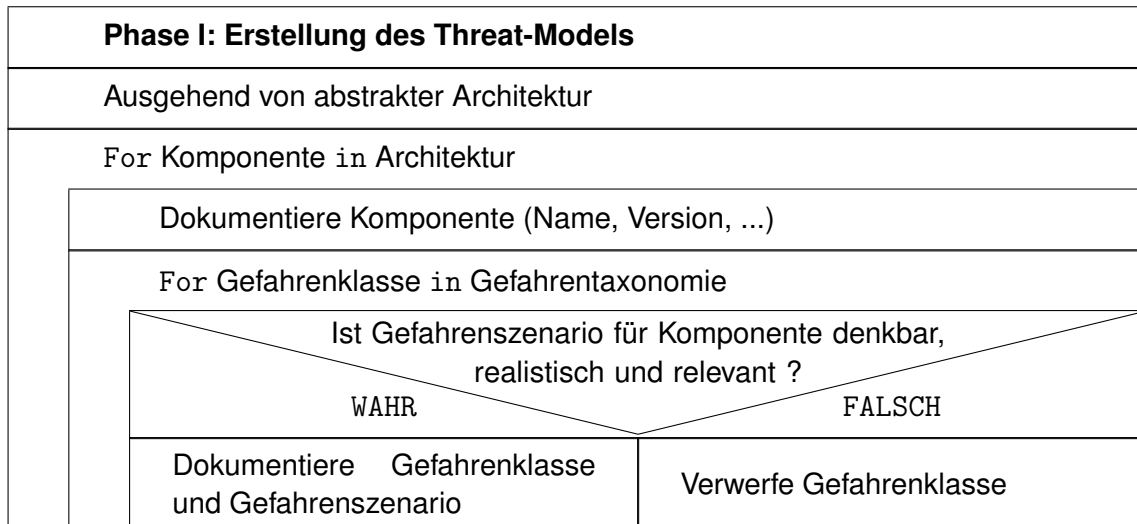 Phase I: Erstellung des Threat-Models
Ausgehend von abstrakter Architektur
For Komponente in Architektur
Dokumentiere Komponente (Name, Version, ...)
For Gefahrenklasse in Gefahrentaxonomie
Ist Gefahrenszenario für Komponente denkbar,
realistisch und relevant ?
WAHR
FALSCH
Dokumentiere Gefahrenklasse
und Gefahrenszenario
Verwerfe Gefahrenklasse